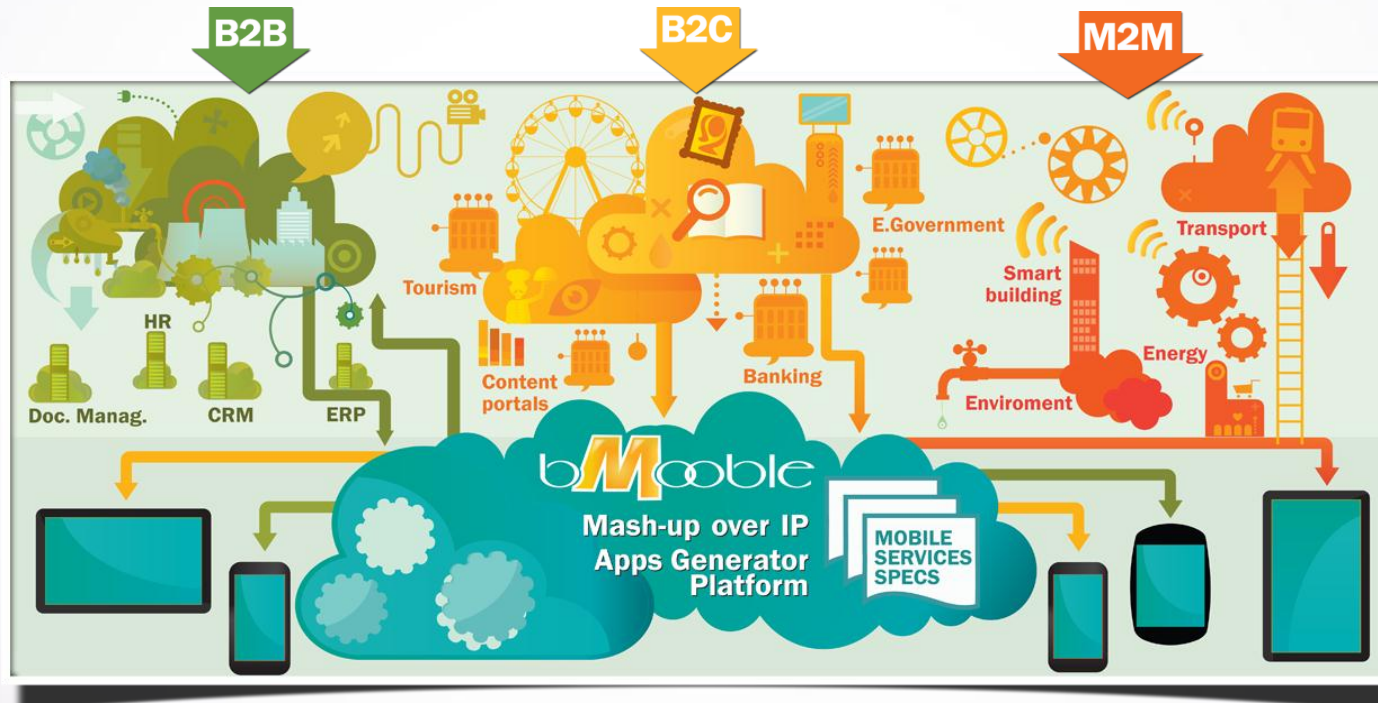 B2B
B2C
M2M
E.Government
Transport
Smart
building
Tourism
HR
Energy
Content
portals
Banking
Enviroment
Doc. Manag.
CRM
ERP
bMooble
Mash-up over IP
Apps Generator
Platform
MOBILE
SERVICES
SPECS